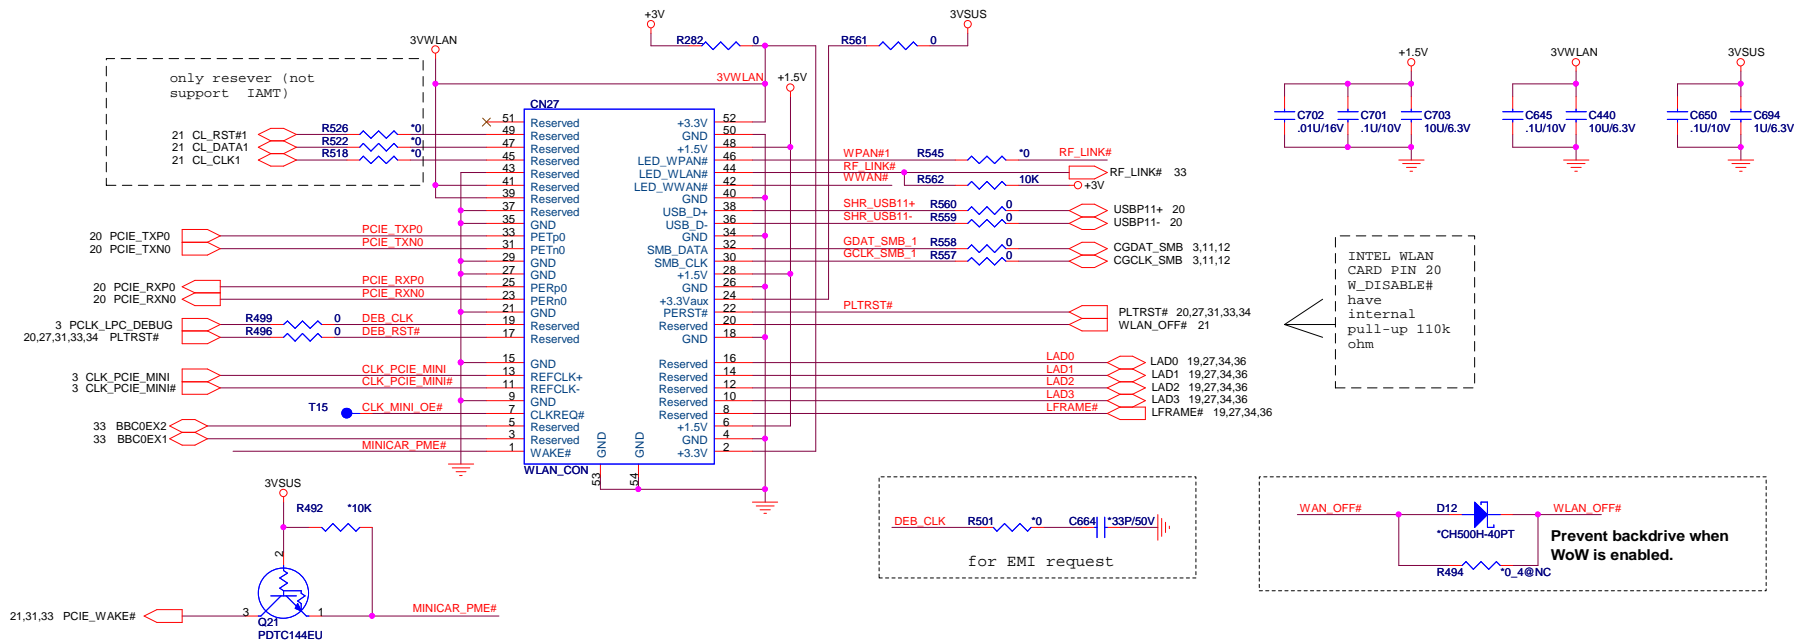 +3V
3VSUS
3VWLAN
R282 0
R561 0
+1.5V
3VWLAN
3VSUS
only resever (not
support IAMT)
3VWLAN
+1.5V
C702
.01U/16V
C701
.1U/10V
C703
10U/6.3V
C645
.1U/10V
C440
10U/6.3V
C650
.1U/10V
C694
1U/6.3V
CN27
21 CL_RST#1 R526 *0
21 CL_DATA1 R522 *0
21 CL_CLK1 R518 *0
51 Reserved
49 Reserved
47 Reserved
45 Reserved
43 Reserved
41 Reserved
39 Reserved
37 Reserved
35 GND
33 PETp0
31 PETn0
29 GND
27 GND
25 PERp0
23 PERn0
21 GND
19 Reserved
17 Reserved
15 GND
13 REFCLK+
11 REFCLK-
9 GND
7 CLKREQ#
5 Reserved
3 Reserved
1 WAKE#
+3.3V 52
GND 50
+1.5V 48
LED_WPAN# 46
LED_WLAN# 44
LED_WWAN# 42
GND 40
USB_D+ 38
USB_D- 36
GND 34
SMB_DATA 32
SMB_CLK 30
+1.5V 28
GND 26
+3.3Vaux 24
PERST# 22
Reserved 20
GND 18
Reserved 16
Reserved 14
Reserved 12
Reserved 10
Reserved 8
+1.5V 6
GND 4
+3.3V 2
GND 53
GND 54
WLAN_CON
20 PCIE_TXP0 PCIE_TXP0
20 PCIE_TXN0 PCIE_TXN0
20 PCIE_RXP0 PCIE_RXP0
20 PCIE_RXN0 PCIE_RXN0
3 PCLK_LPC_DEBUG R499 0 DEB_CLK
20,27,31,33,34 PLTRST# R496 0 DEB_RST#
3 CLK_PCIE_MINI CLK_PCIE_MINI
3 CLK_PCIE_MINI# CLK_PCIE_MINI#
T15 CLK_MINI_OE#
33 BBC0EX2
33 BBC0EX1
MINICAR_PME#
WPAN#1 R545 *0 RF_LINK#
RF_LINK# RF_LINK# 33
WWAN# R562 10K +3V
SHR_USB11+ R560 0 USBP11+ 20
SHR_USB11- R559 0 USBP11- 20
GDAT_SMB_1 R558 0 CGDAT_SMB 3,11,12
GCLK_SMB_1 R557 0 CGCLK_SMB 3,11,12
PLTRST# PLTRST# 20,27,31,33,34
WLAN_OFF# 21
LAD0 LAD0 19,27,34,36
LAD1 LAD1 19,27,34,36
LAD2 LAD2 19,27,34,36
LAD3 LAD3 19,27,34,36
LFRAME# LFRAME# 19,27,34,36
INTEL WLAN
CARD PIN 20
W_DISABLE#
have
internal
pull-up 110k
ohm
3VSUS
R492 *10K
2
3
1
Q21
PDTC144EU
21,31,33 PCIE_WAKE#
MINICAR_PME#
DEB_CLK R501 *0 C664 *33P/50V
for EMI request
WAN_OFF# D12 WLAN_OFF#
*CH500H-40PT
R494 *0_4@NC
Prevent backdrive when
WoW is enabled.